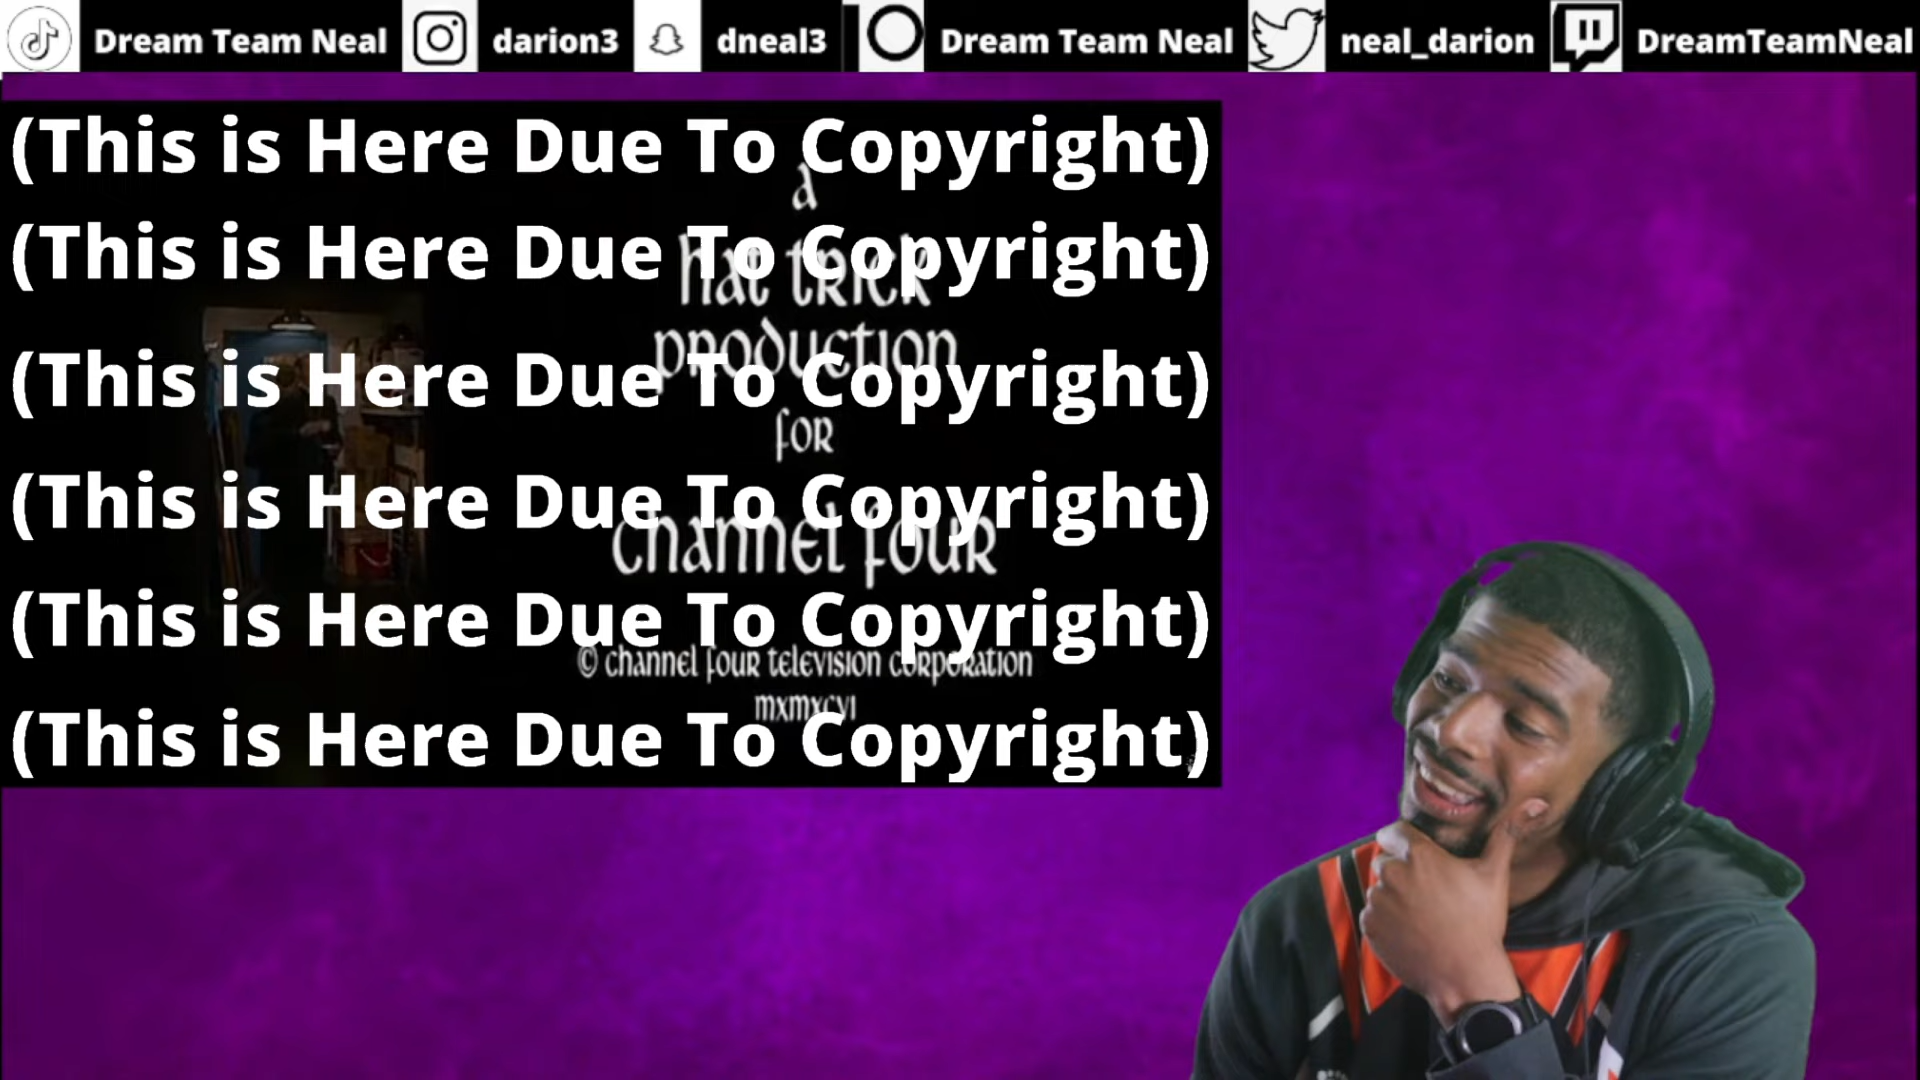 Dream Team Neal darion3 dneal3 Dream Team Neal neal_darion DreamTeamNeal
(This is Here Due To Copyright)
a
(This is Here Due To Copyright)
hat trick
production
(This is Here Due To Copyright)
for
(This is Here Due To Copyright)
channel four
(This is Here Due To Copyright)
© channel four television corporation
mxmxcvi
(This is Here Due To Copyright)